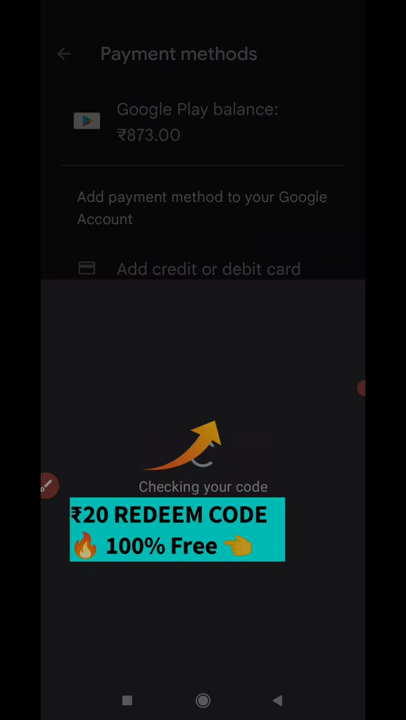 Payment methods
Google Play balance:
₹873.00
Add payment method to your Google
Account
Add credit or debit card
Checking your code
₹20 REDEEM CODE
🔥 100% Free 👈